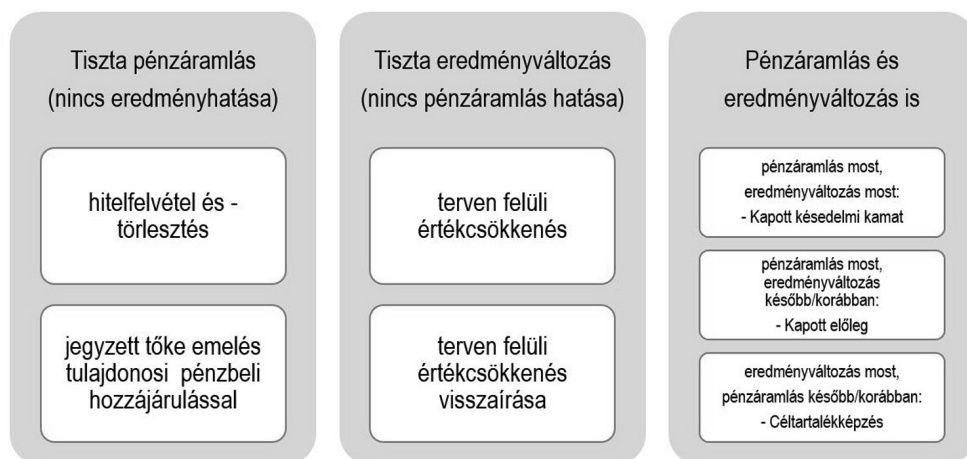 Tiszta pénzáramlás
(nincs eredményhatása)
hitelfelvétel és -
törlesztés
jegyzett tőke emelés
tulajdonosi pénzbeli
hozzájárulással
Tiszta eredményváltozás
(nincs pénzáramlás hatása)
terven felüli
értékcsökkenés
terven felüli
értékcsökkenés
visszaírása
Pénzáramlás és
eredményváltozás is
pénzáramlás most,
eredményváltozás most:
- Kapott késedelmi kamat
pénzáramlás most,
eredményváltozás
később/korábban:
- Kapott előleg
eredményváltozás most,
pénzáramlás később/korábban:
- Céltartalékképzés